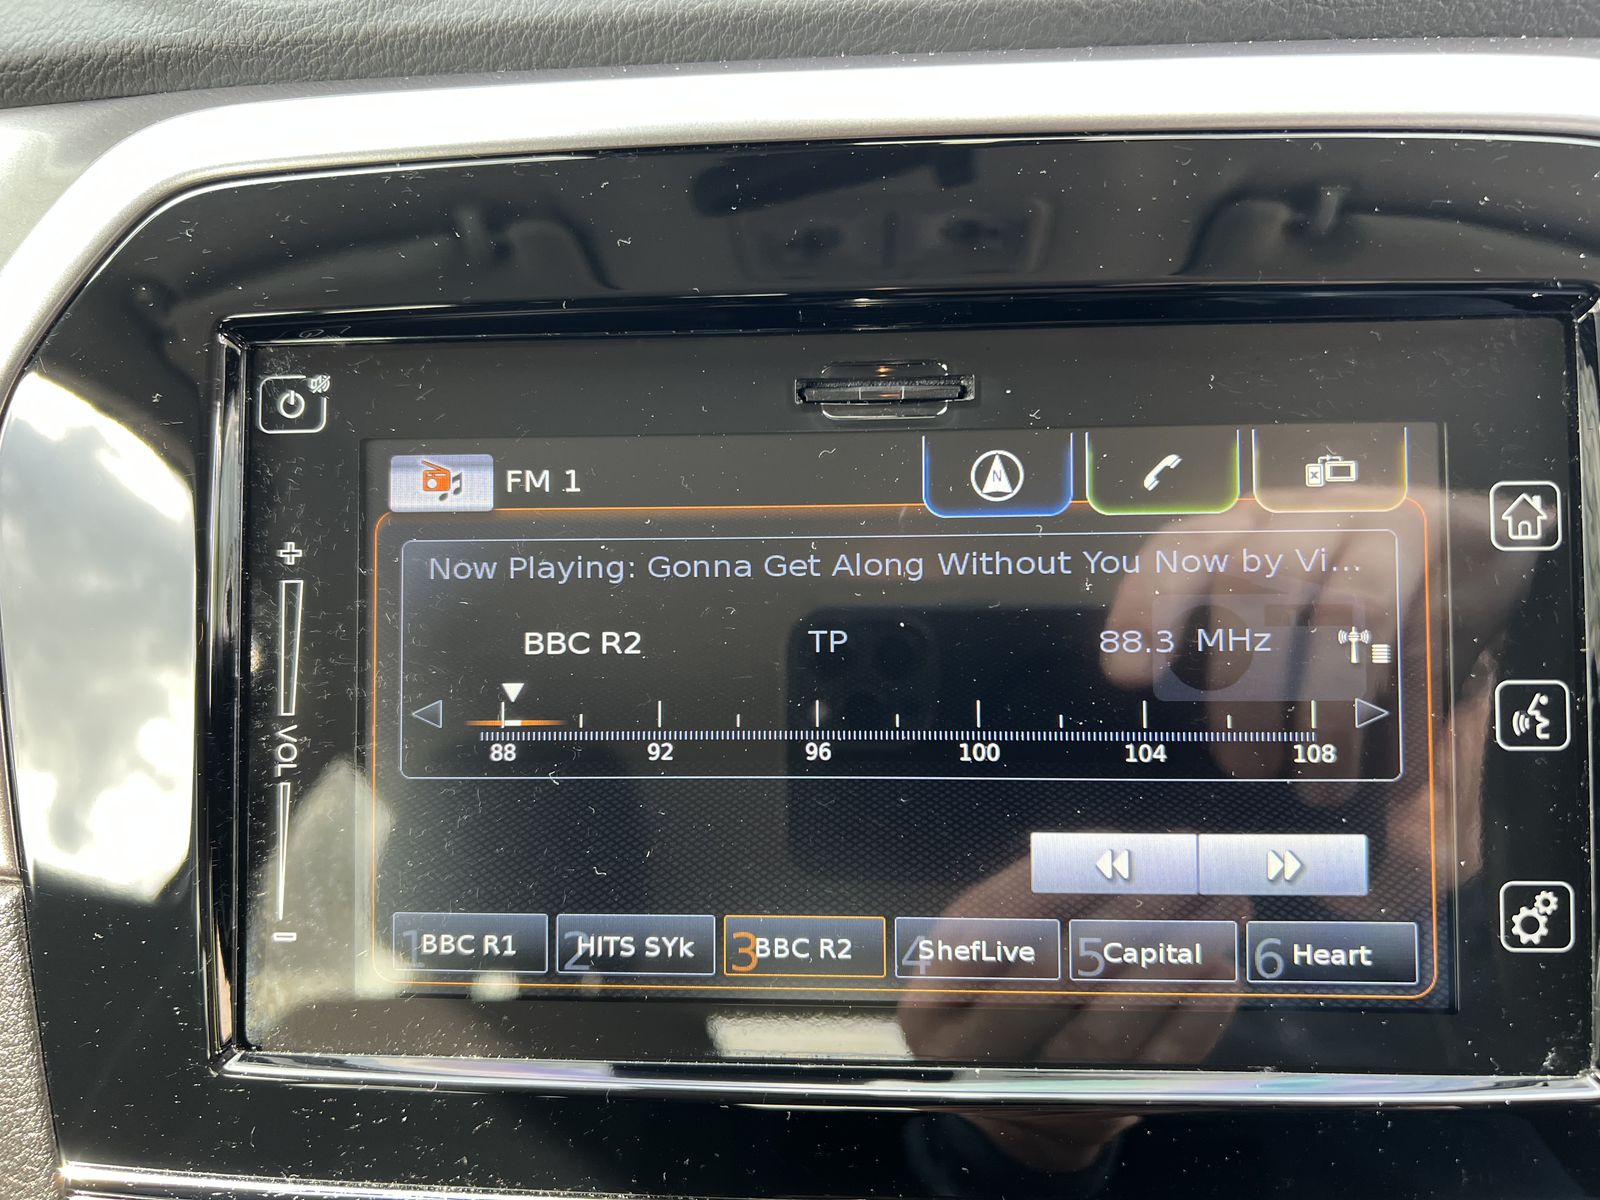 FM 1
N
Now Playing: Gonna Get Along Without You Now by Vi...
BBC R2 TP 88.3 MHz
88 92 96 100 104 108
VOL
1 BBC R1 2 HITS SYk 3 BBC R2 4 ShefLive 5 Capital 6 Heart